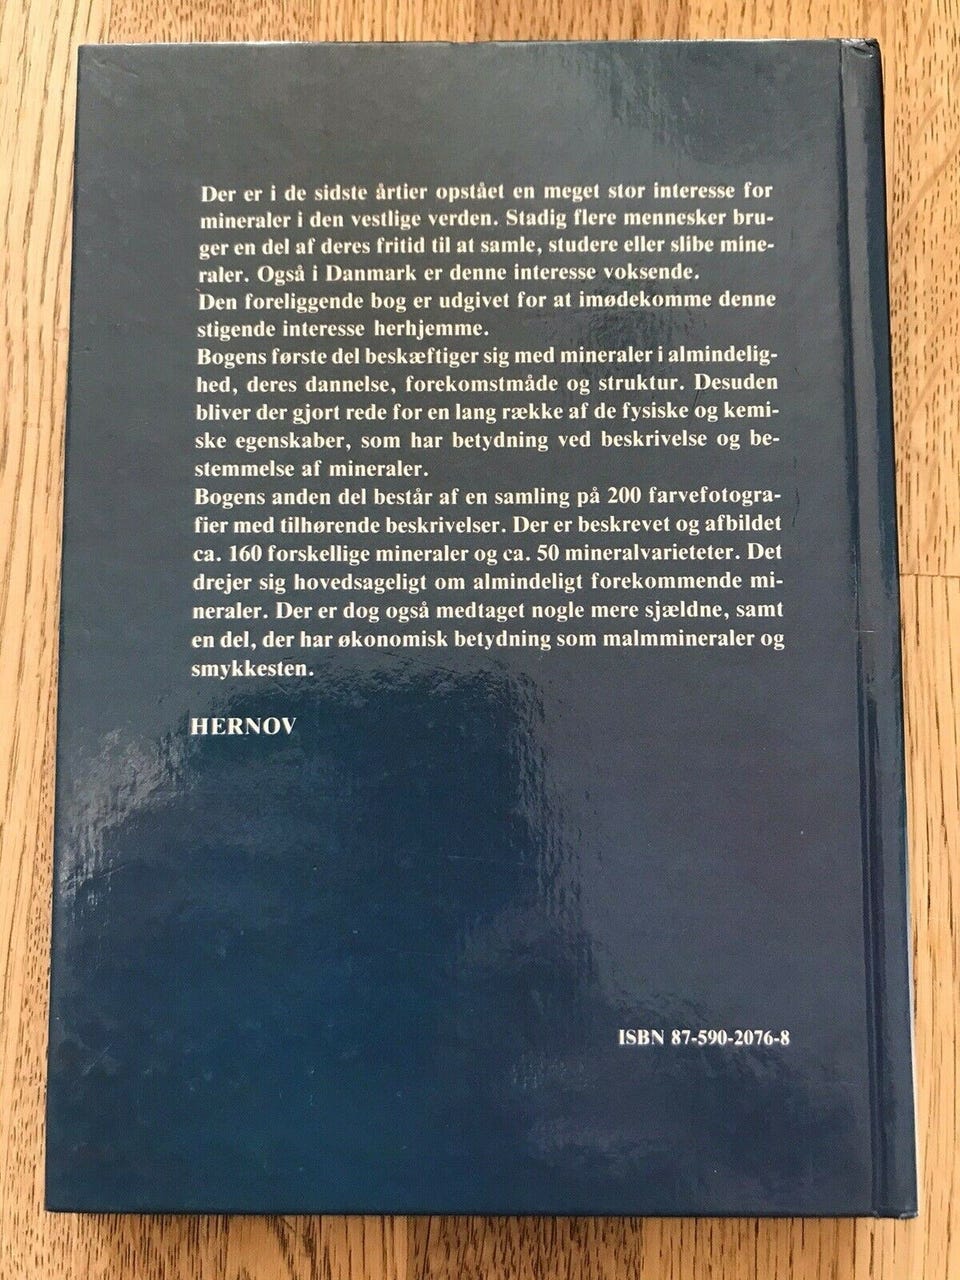 Der er i de sidste årtier opstået en meget stor interesse for
mineraler i den vestlige verden. Stadig flere mennesker bru-
ger en del af deres fritid til at samle, studere eller slibe mine-
raler. Også i Danmark er denne interesse voksende.
Den foreliggende bog er udgivet for at imødekomme denne
stigende interesse herhjemme.
Bogens første del beskæftiger sig med mineraler i almindelig-
hed, deres dannelse, forekomstmåde og struktur. Desuden
bliver der gjort rede for en lang række af de fysiske og kemi-
ske egenskaber, som har betydning ved beskrivelse og be-
stemmelse af mineraler.
Bogens anden del består af en samling på 200 farvefotogra-
fier med tilhørende beskrivelser. Der er beskrevet og afbildet
ca. 160 forskellige mineraler og ca. 50 mineralvarieteter. Det
drejer sig hovedsageligt om almindeligt forekommende mi-
neraler. Der er dog også medtaget nogle mere sjældne, samt
en del, der har økonomisk betydning som malmmineraler og
smykkesten.
HERNOV
ISBN 87-590-2076-8